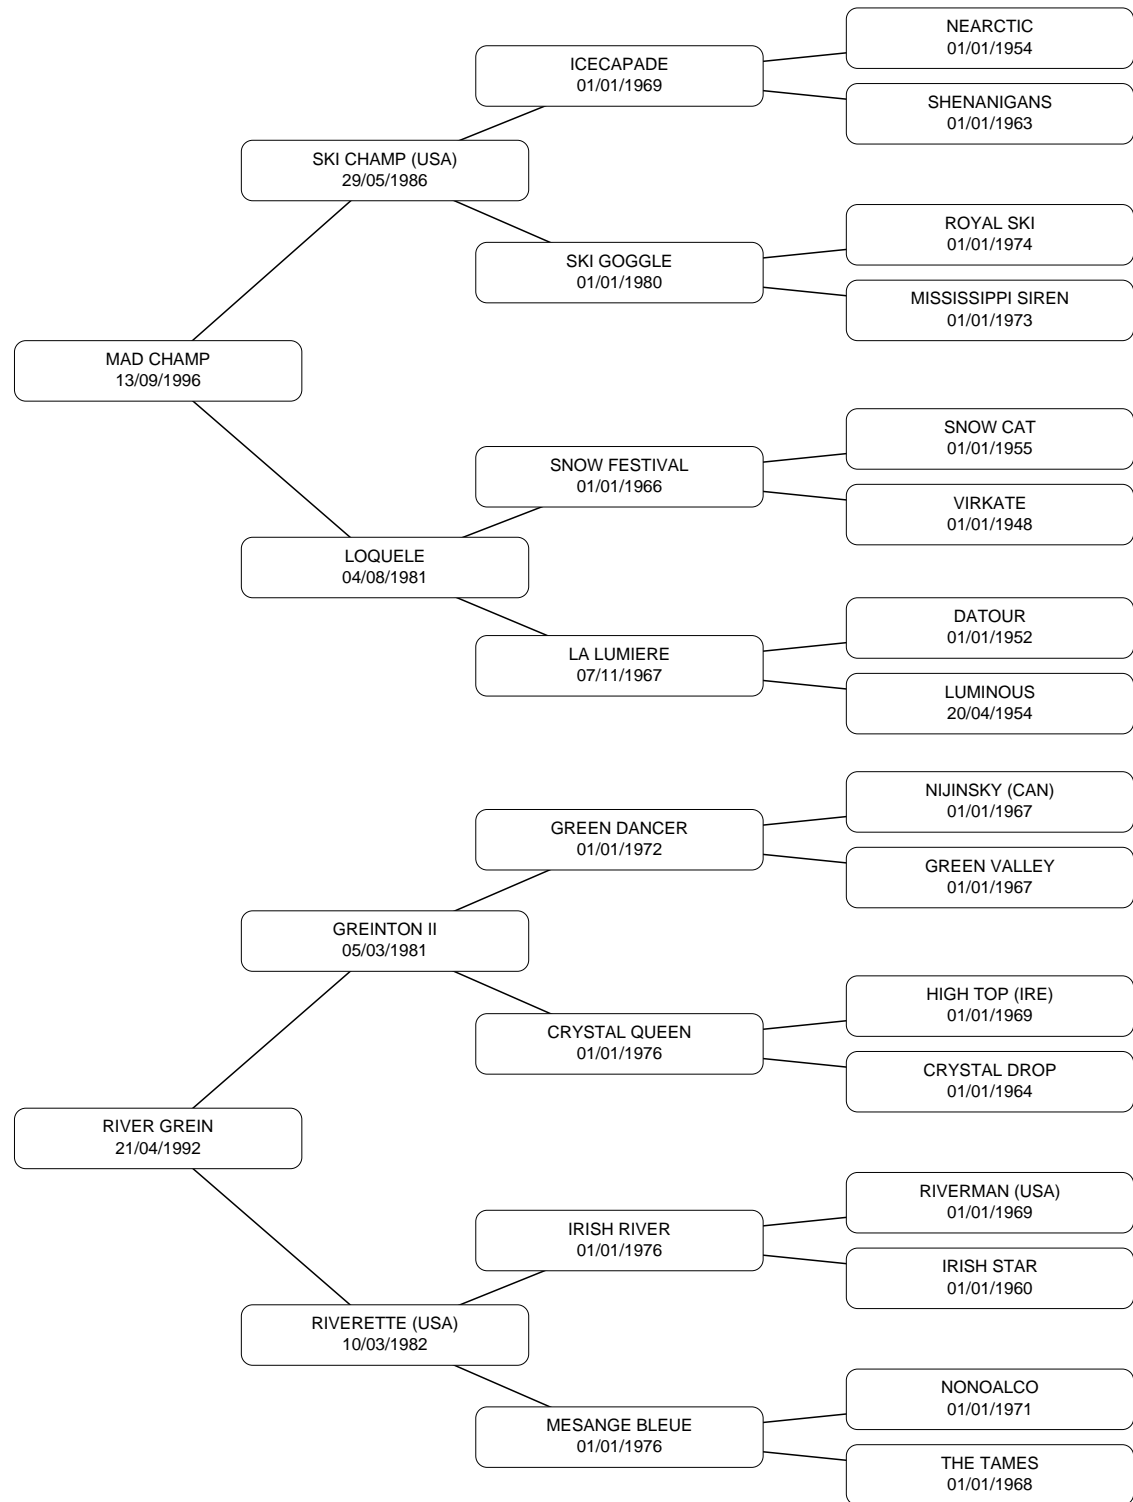 NEARCTIC
01/01/1954
ICECAPADE
01/01/1969
SHENANIGANS
01/01/1963
SKI CHAMP (USA)
29/05/1986
ROYAL SKI
01/01/1974
SKI GOGGLE
01/01/1980
MISSISSIPPI SIREN
01/01/1973
MAD CHAMP
13/09/1996
SNOW CAT
01/01/1955
SNOW FESTIVAL
01/01/1966
VIRKATE
01/01/1948
LOQUELE
04/08/1981
DATOUR
01/01/1952
LA LUMIERE
07/11/1967
LUMINOUS
20/04/1954
NIJINSKY (CAN)
01/01/1967
GREEN DANCER
01/01/1972
GREEN VALLEY
01/01/1967
GREINTON II
05/03/1981
HIGH TOP (IRE)
01/01/1969
CRYSTAL QUEEN
01/01/1976
CRYSTAL DROP
01/01/1964
RIVER GREIN
21/04/1992
RIVERMAN (USA)
01/01/1969
IRISH RIVER
01/01/1976
IRISH STAR
01/01/1960
RIVERETTE (USA)
10/03/1982
NONOALCO
01/01/1971
MESANGE BLEUE
01/01/1976
THE TAMES
01/01/1968